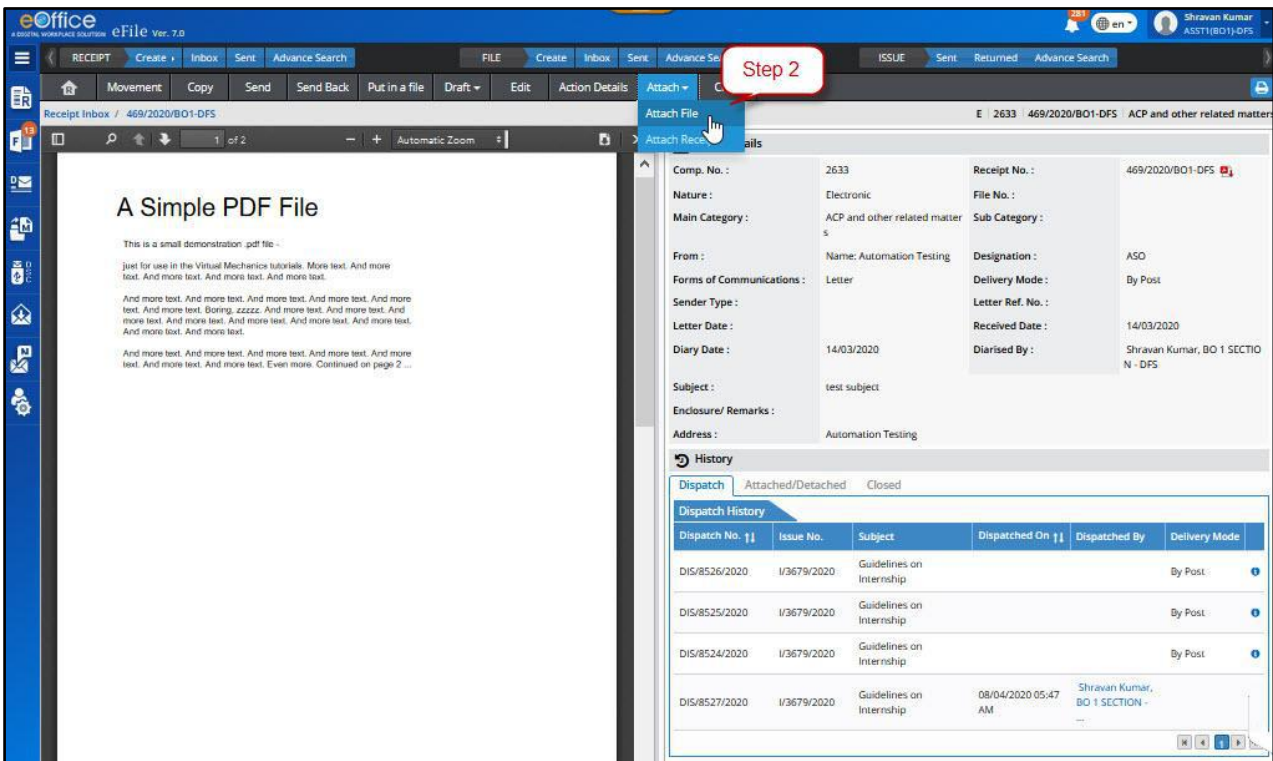 eOffice
A DIGITAL WORKPLACE SOLUTION
eFile Ver. 7.0
281
en
Shravan Kumar
ASST1(BO1)-DFS
RECEIPT Create Inbox Sent Advance Search
FILE Create Inbox Sent Advance Se
ISSUE Sent Returned Advance Search
Step 2
Movement Copy Send Send Back Put in a file Draft Edit Action Details Attach
Receipt Inbox / 469/2020/BO1-DFS
Attach File
Attach Rece
E 2633 469/2020/BO1-DFS ACP and other related matters
13
1 of 2
Automatic Zoom
ails
DSC
A Simple PDF File
This is a small demonstration .pdf file -
just for use in the Virtual Mechanics tutorials. More text. And more
text. And more text. And more text. And more text.
And more text. And more text. And more text. And more text. And more
text. And more text. Boring, zzzzz. And more text. And more text. And
more text. And more text. And more text. And more text. And more text.
And more text. And more text.
And more text. And more text. And more text. And more text. And more
text. And more text. And more text. Even more. Continued on page 2 ...
Comp. No. : 2633 Receipt No. : 469/2020/BO1-DFS
Nature : Electronic File No. :
Main Category : ACP and other related matter Sub Category :
s
From : Name: Automation Testing Designation : ASO
Forms of Communications : Letter Delivery Mode : By Post
Sender Type : Letter Ref. No. :
Letter Date : Received Date : 14/03/2020
Diary Date : 14/03/2020 Diarised By : Shravan Kumar, BO 1 SECTIO
N - DFS
Subject : test subject
Enclosure/ Remarks :
Address : Automation Testing
History
Dispatch Attached/Detached Closed
Dispatch History
Dispatch No. Issue No. Subject Dispatched On Dispatched By Delivery Mode
DIS/8526/2020 I/3679/2020 Guidelines on
Internship By Post
DIS/8525/2020 I/3679/2020 Guidelines on
Internship By Post
DIS/8524/2020 I/3679/2020 Guidelines on
Internship By Post
DIS/8527/2020 I/3679/2020 Guidelines on
Internship 08/04/2020 05:47
AM Shravan Kumar,
BO 1 SECTION -
...
1